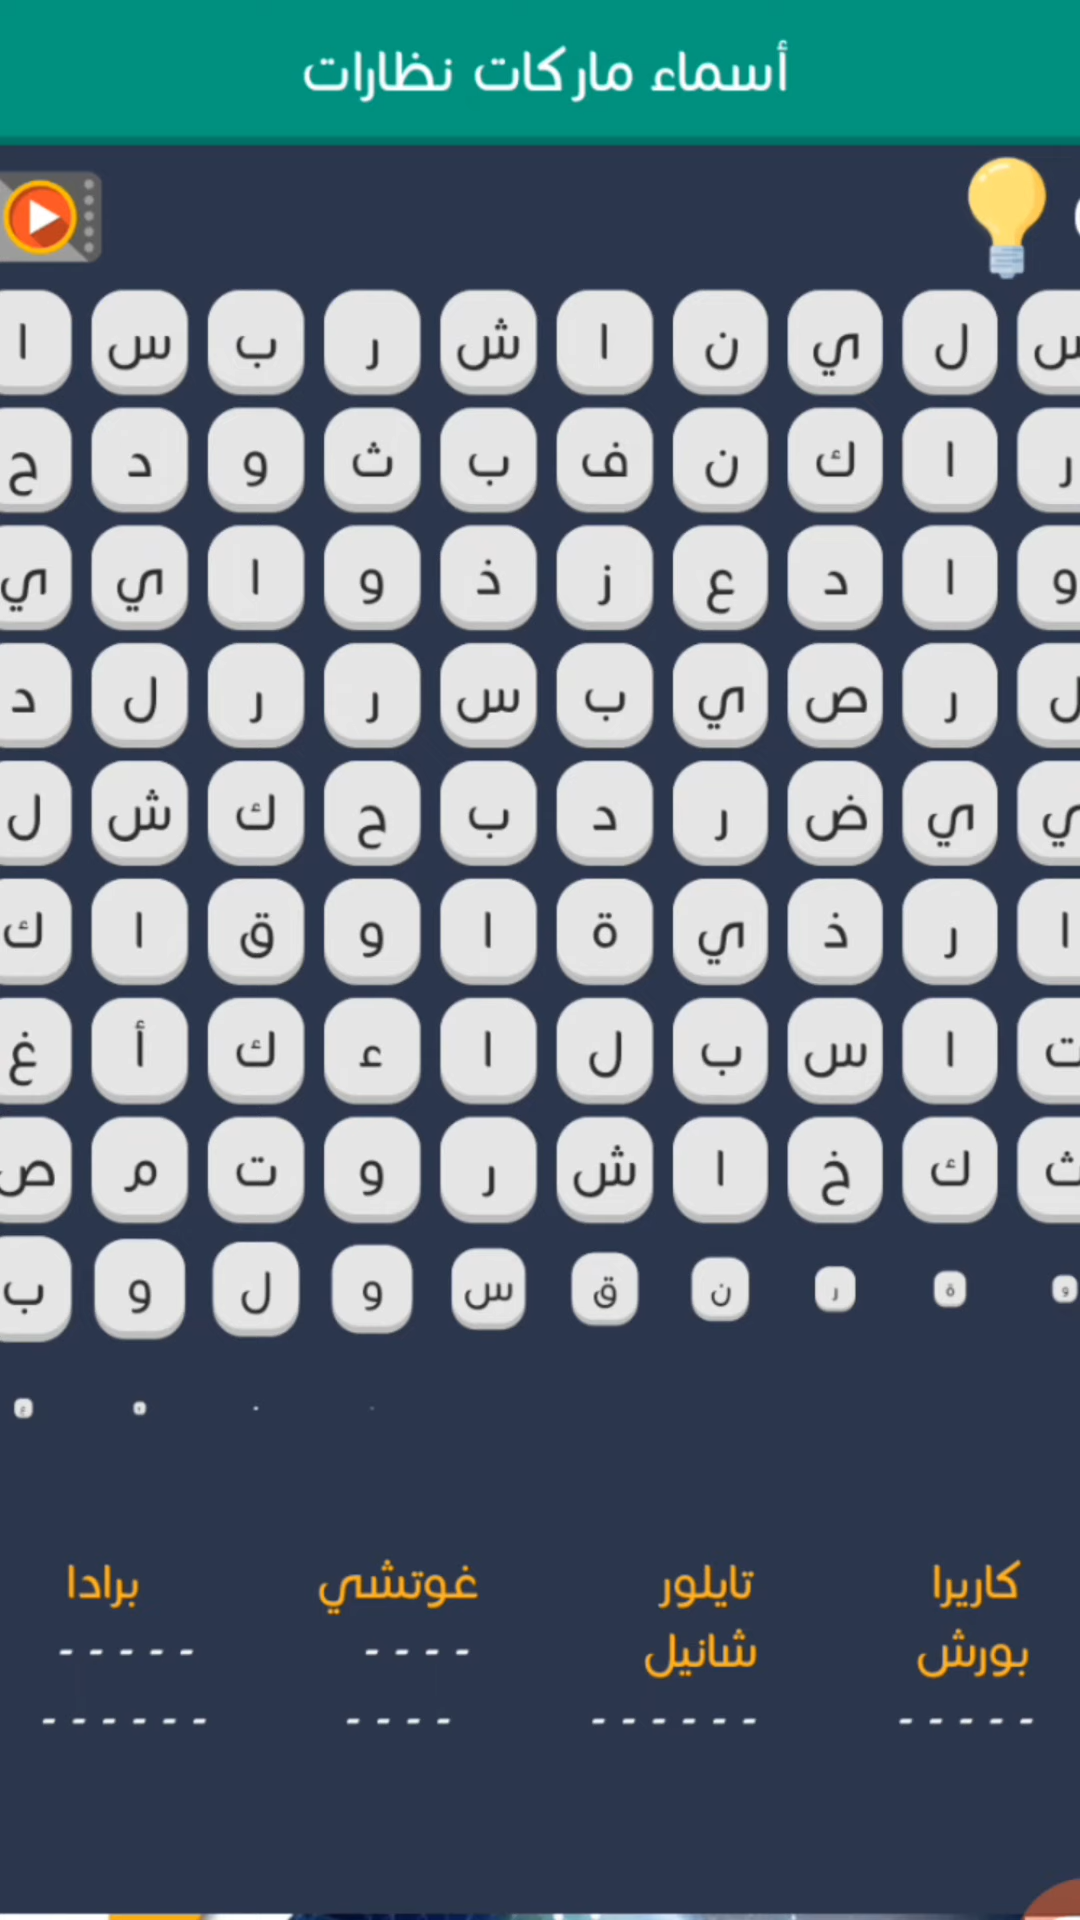 أسماء ماركات نظارات
س ل ي ن ا ش ر ب س ا
ر ا ك ن ف ب ث و د ح
و ا د ع ز ذ و ا ي ي
ل ر ص ي ب س ر ر ل د
ي ي ض ر د ب ح ك ش ل
ا ر ذ ي ة ا و ق ا ك
ت ا س ب ل ا ء ك أ غ
ث ك خ ا ش ر و ت م ص
و ة ر ن ق س و ل و ب
كاريرا تايلور غوتشي برادا
بورش شانيل - - - - - - - - -
- - - - - - - - - - - - - - - - - - - - -